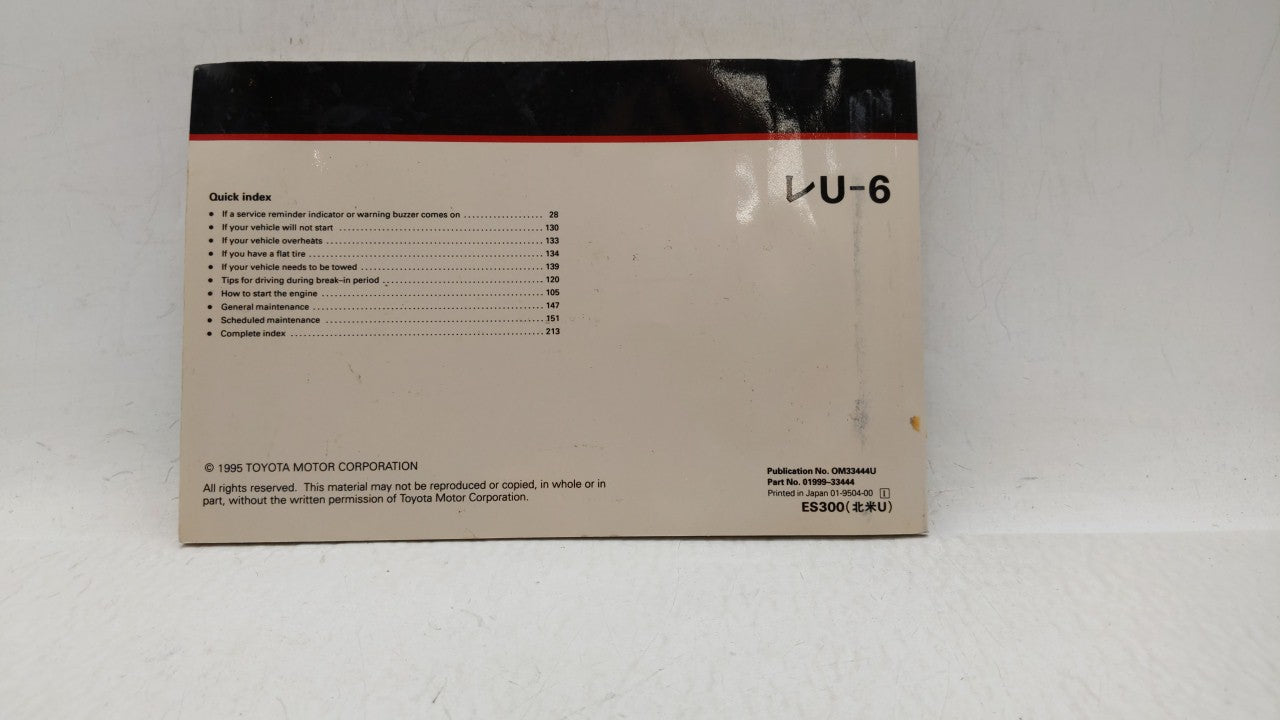 レU-6
Quick index
• If a service reminder indicator or warning buzzer comes on .................. 28
• If your vehicle will not start .................................................. 130
• If your vehicle overheats ..................................................... 133
• If you have a flat tire .......................................................... 134
• If your vehicle needs to be towed ............................................ 139
• Tips for driving during break-in period ...................................... 120
• How to start the engine ....................................................... 105
• General maintenance ......................................................... 147
• Scheduled maintenance ...................................................... 151
• Complete index ............................................................... 213
© 1995 TOYOTA MOTOR CORPORATION
All rights reserved. This material may not be reproduced or copied, in whole or in
part, without the written permission of Toyota Motor Corporation.
Publication No. OM33444U
Part No. 01999-33444
Printed in Japan 01-9504-00 I
ES300(北米U)